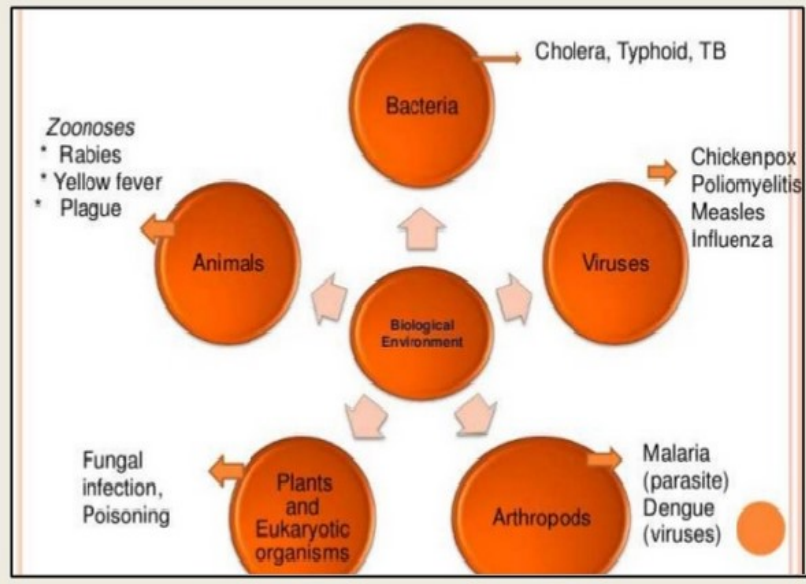 Bacteria
Cholera, Typhoid, TB
Zoonoses
* Rabies
* Yellow fever
* Plague
Animals
Chickenpox
Poliomyelitis
Measles
Influenza
Viruses
Biological
Environment
Fungal
infection,
Poisoning
Plants
and
Eukaryotic
organisms
Arthropods
Malaria
(parasite)
Dengue
(viruses)